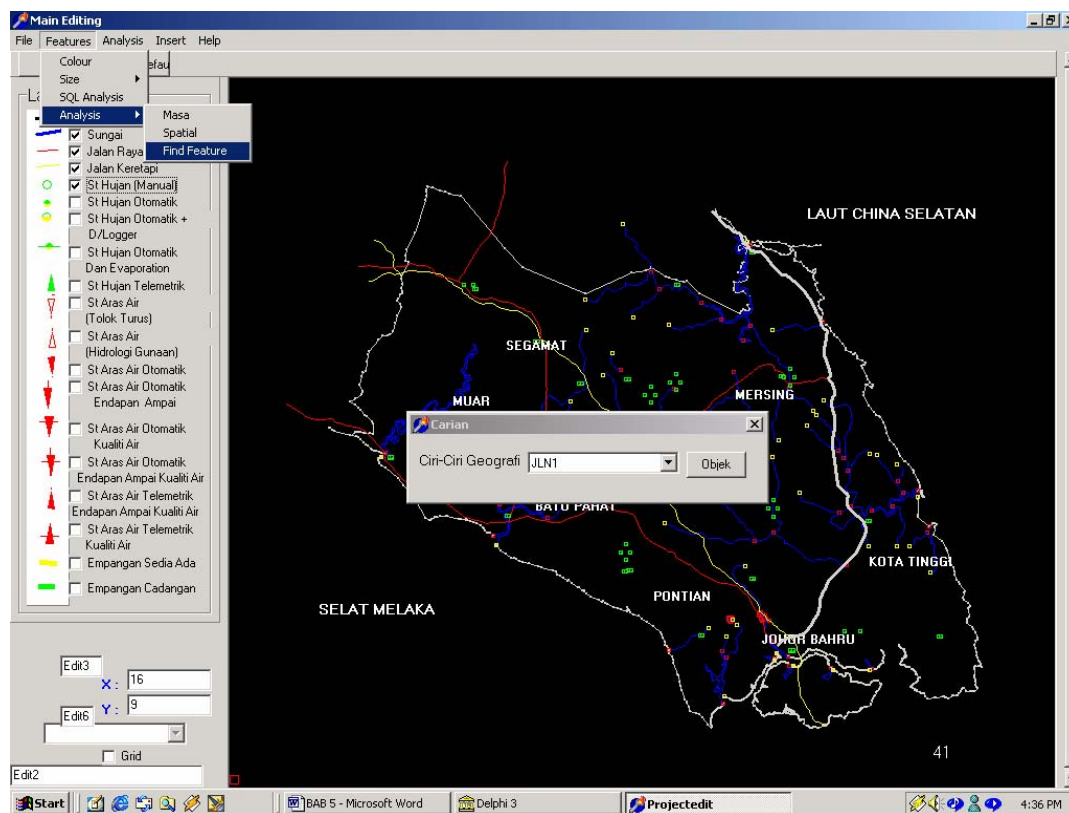 Main Editing
File Features Analysis Insert Help
Colour
efau
Size
SQL Analysis
Analysis
Masa
Spatial
Find Feature
Sungai
Jalan Raya
Jalan Keretapi
St Hujan (Manual)
St Hujan Otomatik
St Hujan Otomatik +
D/Logger
St Hujan Otomatik
Dan Evaporation
St Hujan Telemetrik
St Aras Air
(Tolok Turus)
St Aras Air
(Hidrologi Gunaan)
St Aras Air Otomatik
St Aras Air Otomatik
Endapan Ampai
St Aras Air Otomatik
Kualiti Air
St Aras Air Otomatik
Endapan Ampai Kualiti Air
St Aras Air Telemetrik
Endapan Ampai Kualiti Air
St Aras Air Telemetrik
Kualiti Air
Empangan Sedia Ada
Empangan Cadangan
LAUT CHINA SELATAN
SEGAMAT
MUAR
MERSING
Carian
Ciri-Ciri Geografi JLN1 Objek
BATU PAHAT
KOTA TINGGI
PONTIAN
SELAT MELAKA
JOHOR BAHRU
41
Edit3
X : 16
Y : 9
Edit6
Grid
Edit2
Start BAB 5 - Microsoft Word Delphi 3 Projectedit 4:36 PM